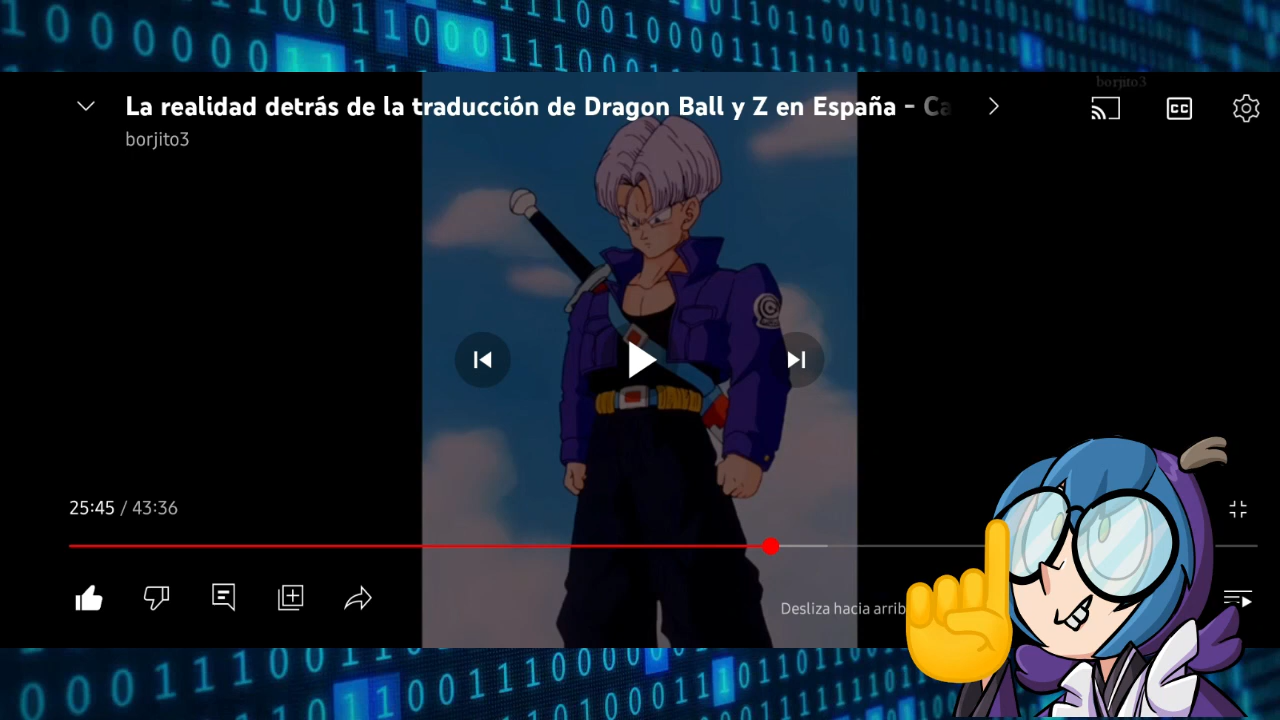 borjito3
La realidad detrás de la traducción de Dragon Ball y Z en España - Ca
CC
borjito3
25:45 / 43:36
Desliza hacia arrib